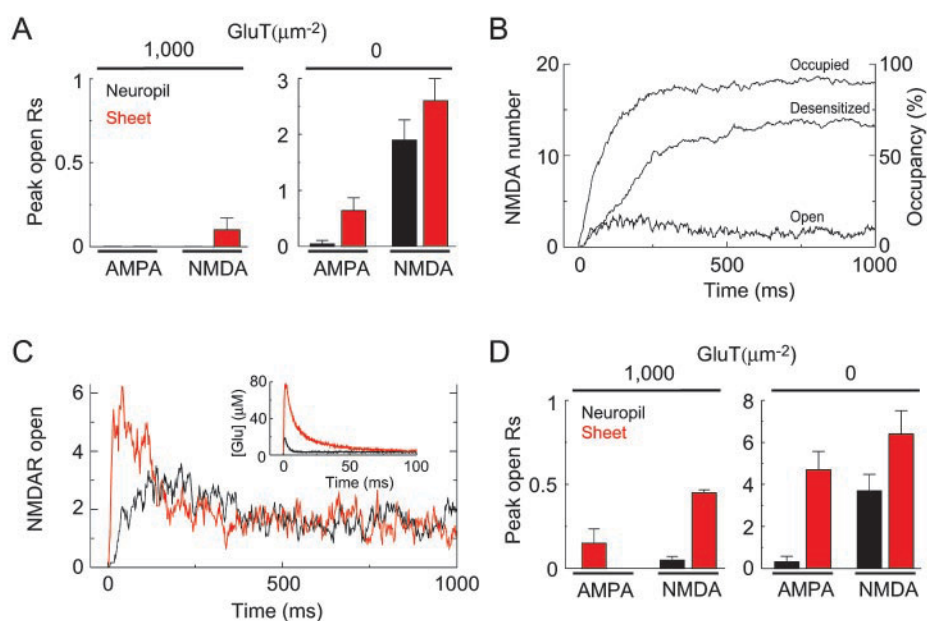 A
GluT(μm-2)
1,000
0
Peak open Rs
1
0.5
0
Neuropil
Sheet
AMPA
NMDA
3
2
1
0
AMPA
NMDA
B
NMDA number
20
15
10
5
0
Occupied
Desensitized
Open
100
50
0
Occupancy (%)
0
500
1000
Time (ms)
C
NMDAR open
6
4
2
0
[Glu] (μM)
80
40
0
0
50
100
Time (ms)
0
250
500
750
1000
Time (ms)
D
GluT(μm-2)
1,000
0
Peak open Rs
1
0.5
0
Neuropil
Sheet
AMPA
NMDA
8
6
4
2
0
AMPA
NMDA